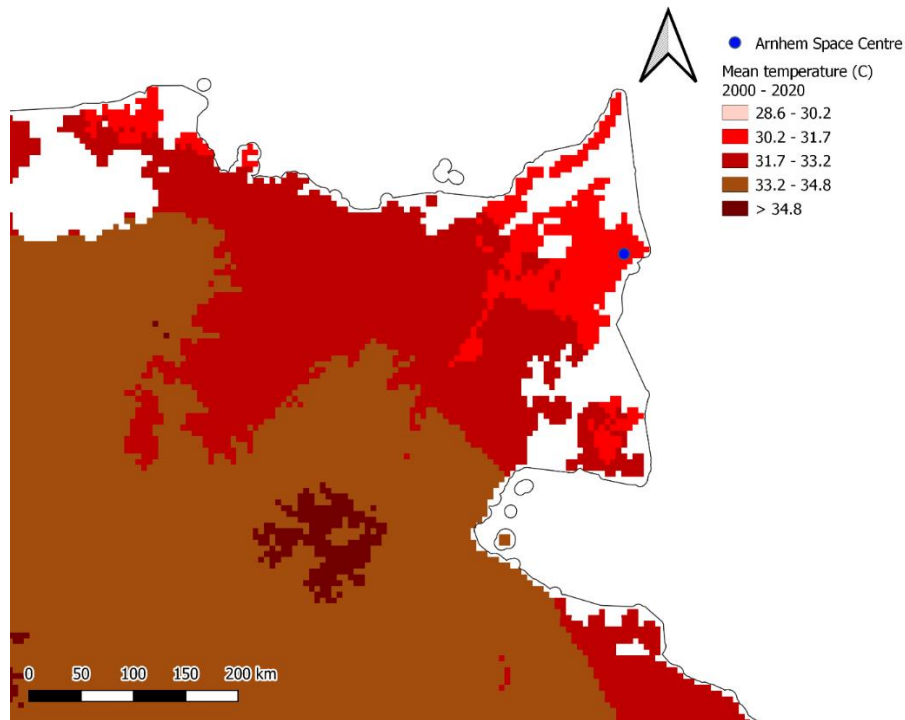 Arnhem Space Centre
Mean temperature (C)
2000 - 2020
28.6 - 30.2
30.2 - 31.7
31.7 - 33.2
33.2 - 34.8
> 34.8
0 50 100 150 200 km